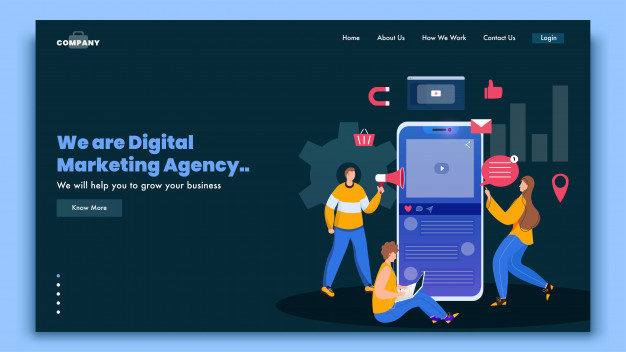 COMPANY
Home
About Us
How We Work
Contact Us
Login
1
We are Digital
Marketing Agency..
We will help you to grow your business
Know More